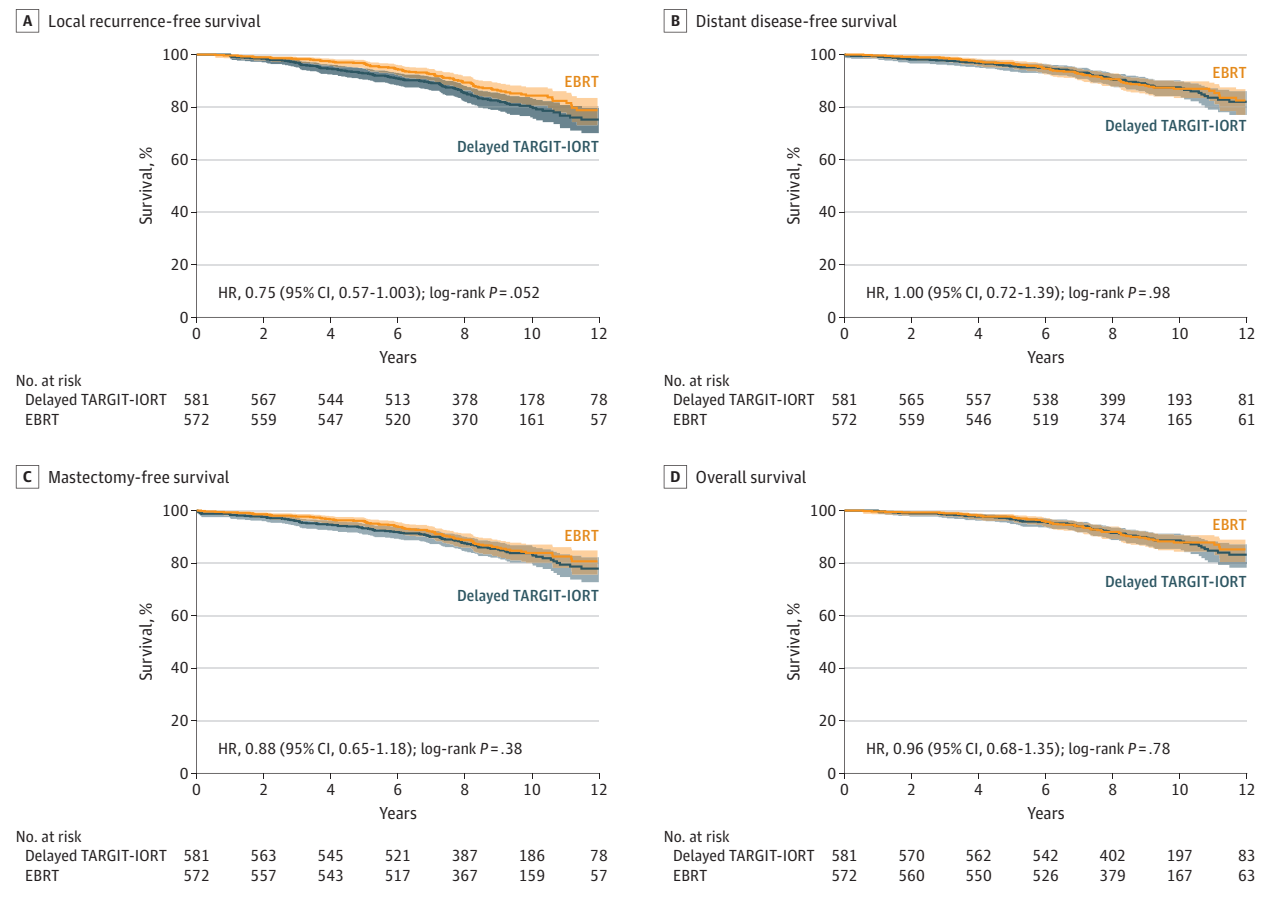 A Local recurrence-free survival
100
80
60
40
20
0
Survival, %
EBRT
Delayed TARGIT-IORT
HR, 0.75 (95% CI, 0.57-1.003); log-rank P = .052
0 2 4 6 8 10 12
Years
No. at risk
Delayed TARGIT-IORT 581 567 544 513 378 178 78
EBRT 572 559 547 520 370 161 57
B Distant disease-free survival
100
80
60
40
20
0
Survival, %
EBRT
Delayed TARGIT-IORT
HR, 1.00 (95% CI, 0.72-1.39); log-rank P = .98
0 2 4 6 8 10 12
Years
No. at risk
Delayed TARGIT-IORT 581 565 557 538 399 193 81
EBRT 572 559 546 519 374 165 61
C Mastectomy-free survival
100
80
60
40
20
0
Survival, %
EBRT
Delayed TARGIT-IORT
HR, 0.88 (95% CI, 0.65-1.18); log-rank P = .38
0 2 4 6 8 10 12
Years
No. at risk
Delayed TARGIT-IORT 581 563 545 521 387 186 78
EBRT 572 557 543 517 367 159 57
D Overall survival
100
80
60
40
20
0
Survival, %
EBRT
Delayed TARGIT-IORT
HR, 0.96 (95% CI, 0.68-1.35); log-rank P = .78
0 2 4 6 8 10 12
Years
No. at risk
Delayed TARGIT-IORT 581 570 562 542 402 197 83
EBRT 572 560 550 526 379 167 63